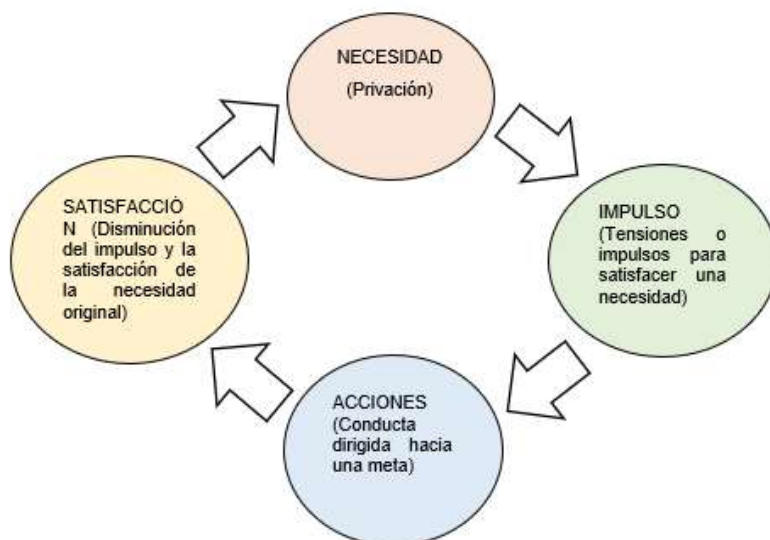 NECESIDAD
(Privación)
IMPULSO
(Tensiones o
impulsos para
satisfacer una
necesidad)
ACCIONES
(Conducta
dirigida hacia
una meta)
SATISFACCIÒ
N (Disminución
del impulso y la
satisfacción de
la necesidad
original)